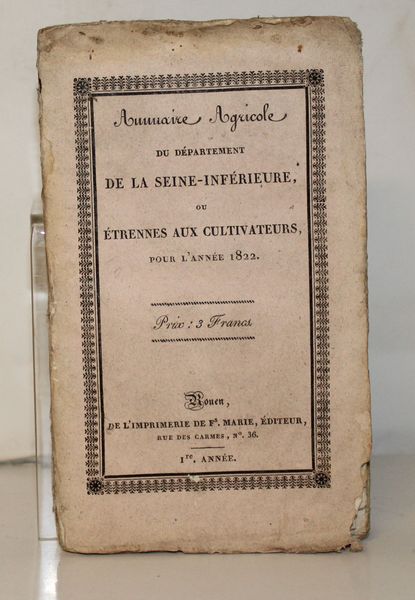 Annuaire Agricole
DU DÉPARTEMENT
DE LA SEINE-INFÉRIEURE,
OU
ÉTRENNES AUX CULTIVATEURS,
POUR L'ANNÉE 1822.
Prix : 3 Francs
Rouen,
DE L'IMPRIMERIE DE Fs. MARIE, ÉDITEUR,
RUE DES CARMES, No. 36.
1re. ANNÉE.